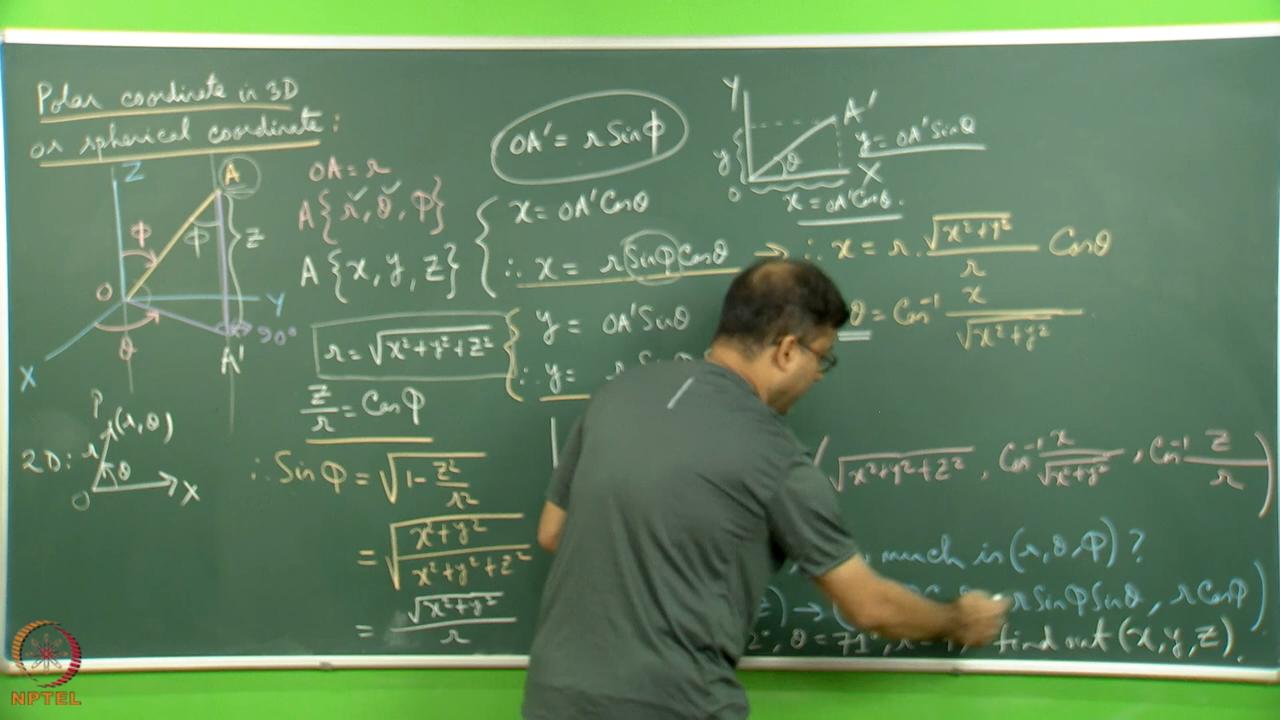 Polar coordinate in 3D
or spherical coordinate:
Z
A
OA = r
A{r, θ, φ}
A{x, y, z}
φ
φ
z
O
Y
θ
90°
A'
X
2D:
P
(r, θ)
r
θ
O
X
r = √x²+y²+z²
z/r = Cos φ
∴ Sin φ = √1 - z²/r²
= √x²+y²/x²+y²+z²
= √x²+y²/r
OA' = r Sin φ
x = OA' Cos θ
∴ x = r Sin φ Cos θ
y = OA' Sin θ
∴ y =
Y
A'
y
θ
O
X
y = OA' Sin θ
x = OA' Cos θ.
→ ∴ x = r . √x²+y²/r Cos θ
θ = Cos⁻¹ x/√x²+y²
(√x²+y²+z² , Cos⁻¹ x/√x²+y² , Cos⁻¹ z/r)
much is (r, θ, φ)?
→ ( r Sin φ Sin θ , r Cos φ)
θ = 71°, find out (x, y, z).
NPTEL